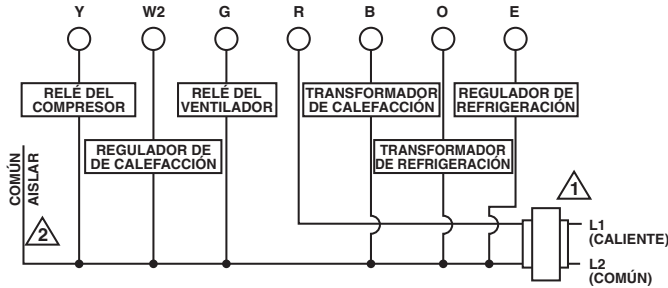 Y W2 G R B O E
RELÉ DEL
COMPRESOR
RELÉ DEL
VENTILADOR
TRANSFORMADOR
DE CALEFACCIÓN
REGULADOR DE
REFRIGERACIÓN
REGULADOR DE
DE CALEFACCIÓN
TRANSFORMADOR
DE REFRIGERACIÓN
COMÚN
AISLAR
2
1
L1
(CALIENTE)
L2
(COMÚN)